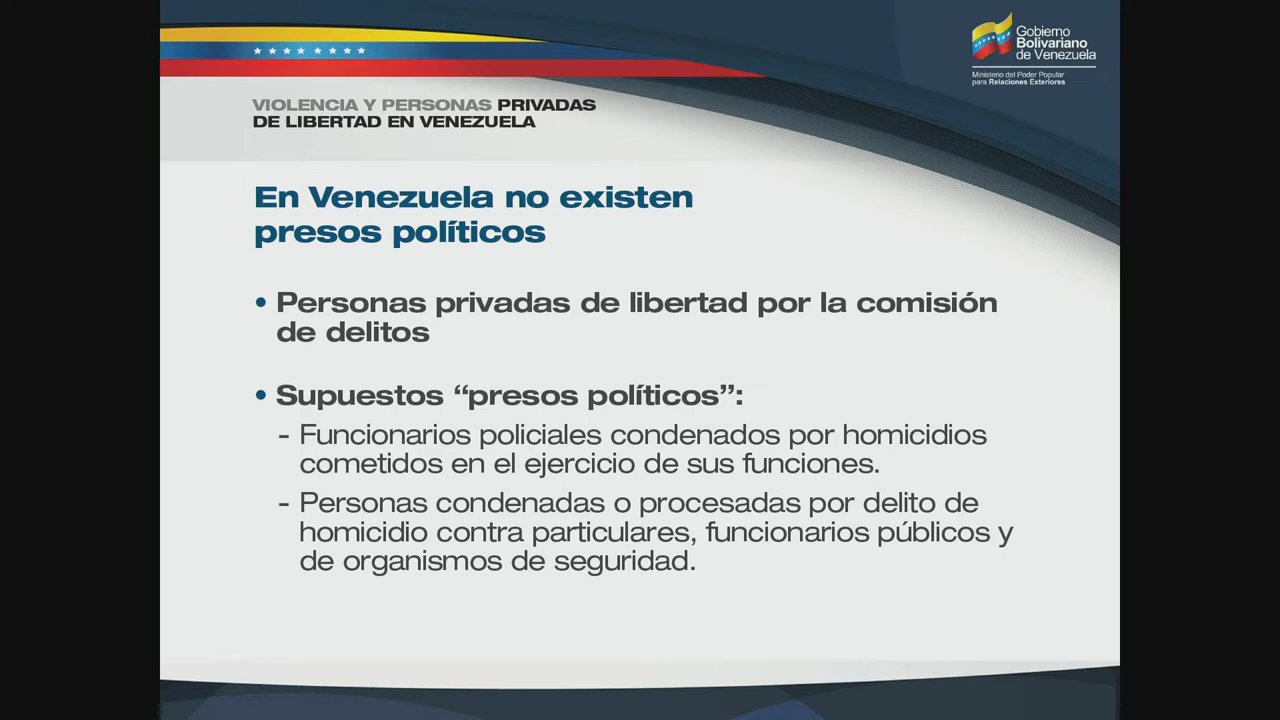 Gobierno
Bolivariano
de Venezuela
Ministerio del Poder Popular
para Relaciones Exteriores
VIOLENCIA Y PERSONAS PRIVADAS
DE LIBERTAD EN VENEZUELA
En Venezuela no existen
presos políticos
• Personas privadas de libertad por la comisión
de delitos
• Supuestos “presos políticos”:
- Funcionarios policiales condenados por homicidios
cometidos en el ejercicio de sus funciones.
- Personas condenadas o procesadas por delito de
homicidio contra particulares, funcionarios públicos y
de organismos de seguridad.